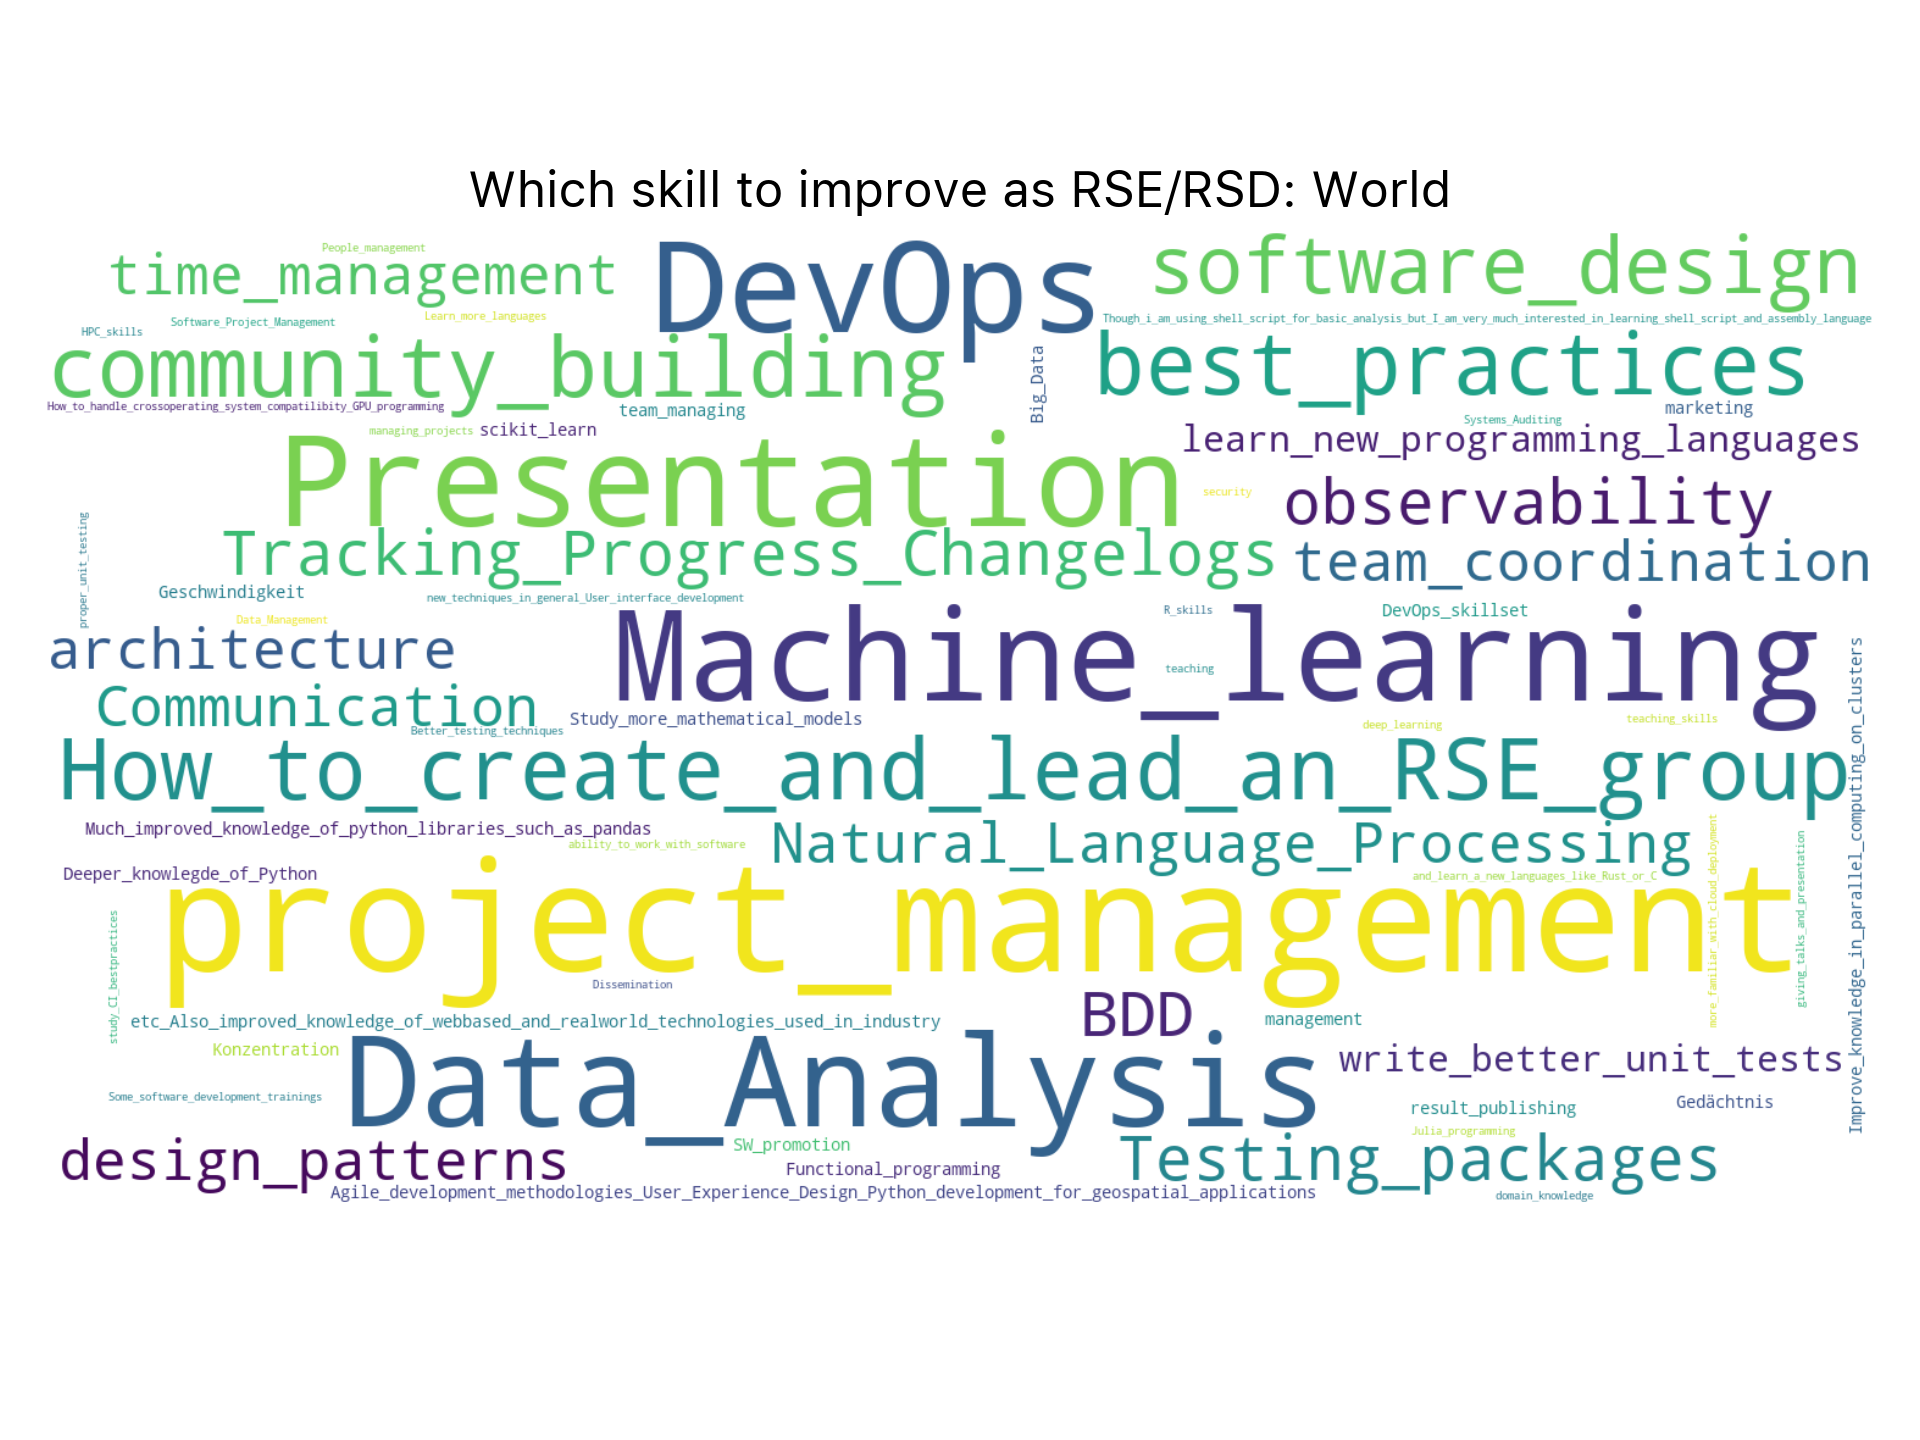 Which skill to improve as RSE/RSD: World
People_management
time_management
DevOps
software_design
Software_Project_Management
Learn_more_languages
HPC_skills
Though_i_am_using_shell_script_for_basic_analysis_but_I_am_very_much_interested_in_learning_shell_script_and_assembly_language
community_building
Big_Data
best_practices
How_to_handle_crossoperating_system_compatilibity_GPU_programming
team_managing
marketing
Systems_Auditing
managing_projects
scikit_learn
learn_new_programming_languages
Presentation
security
observability
proper_unit_testing
Tracking_Progress_Changelogs
team_coordination
Geschwindigkeit
new_techniques_in_general_User_interface_development
R_skills
DevOps_skillset
Data_Management
architecture
Machine_learning
teaching
Improve_knowledge_in_parallel_computing_on_clusters
Communication
Study_more_mathematical_models
deep_learning
teaching_skills
Better_testing_techniques
How_to_create_and_lead_an_RSE_group
Much_improved_knowledge_of_python_libraries_such_as_pandas
ability_to_work_with_software
Natural_Language_Processing
more_familiar_with_cloud_deployment
giving_talks_and_presentation
Deeper_knowlegde_of_Python
and_learn_a_new_languages_like_Rust_or_C
project_management
study_CI_bestpractices
Dissemination
BDD
etc_Also_improved_knowledge_of_webbased_and_realworld_technologies_used_in_industry
management
Konzentration
Data_Analysis
write_better_unit_tests
Some_software_development_trainings
result_publishing
Gedächtnis
Julia_programming
design_patterns
SW_promotion
Testing_packages
Functional_programming
Agile_development_methodologies_User_Experience_Design_Python_development_for_geospatial_applications
domain_knowledge